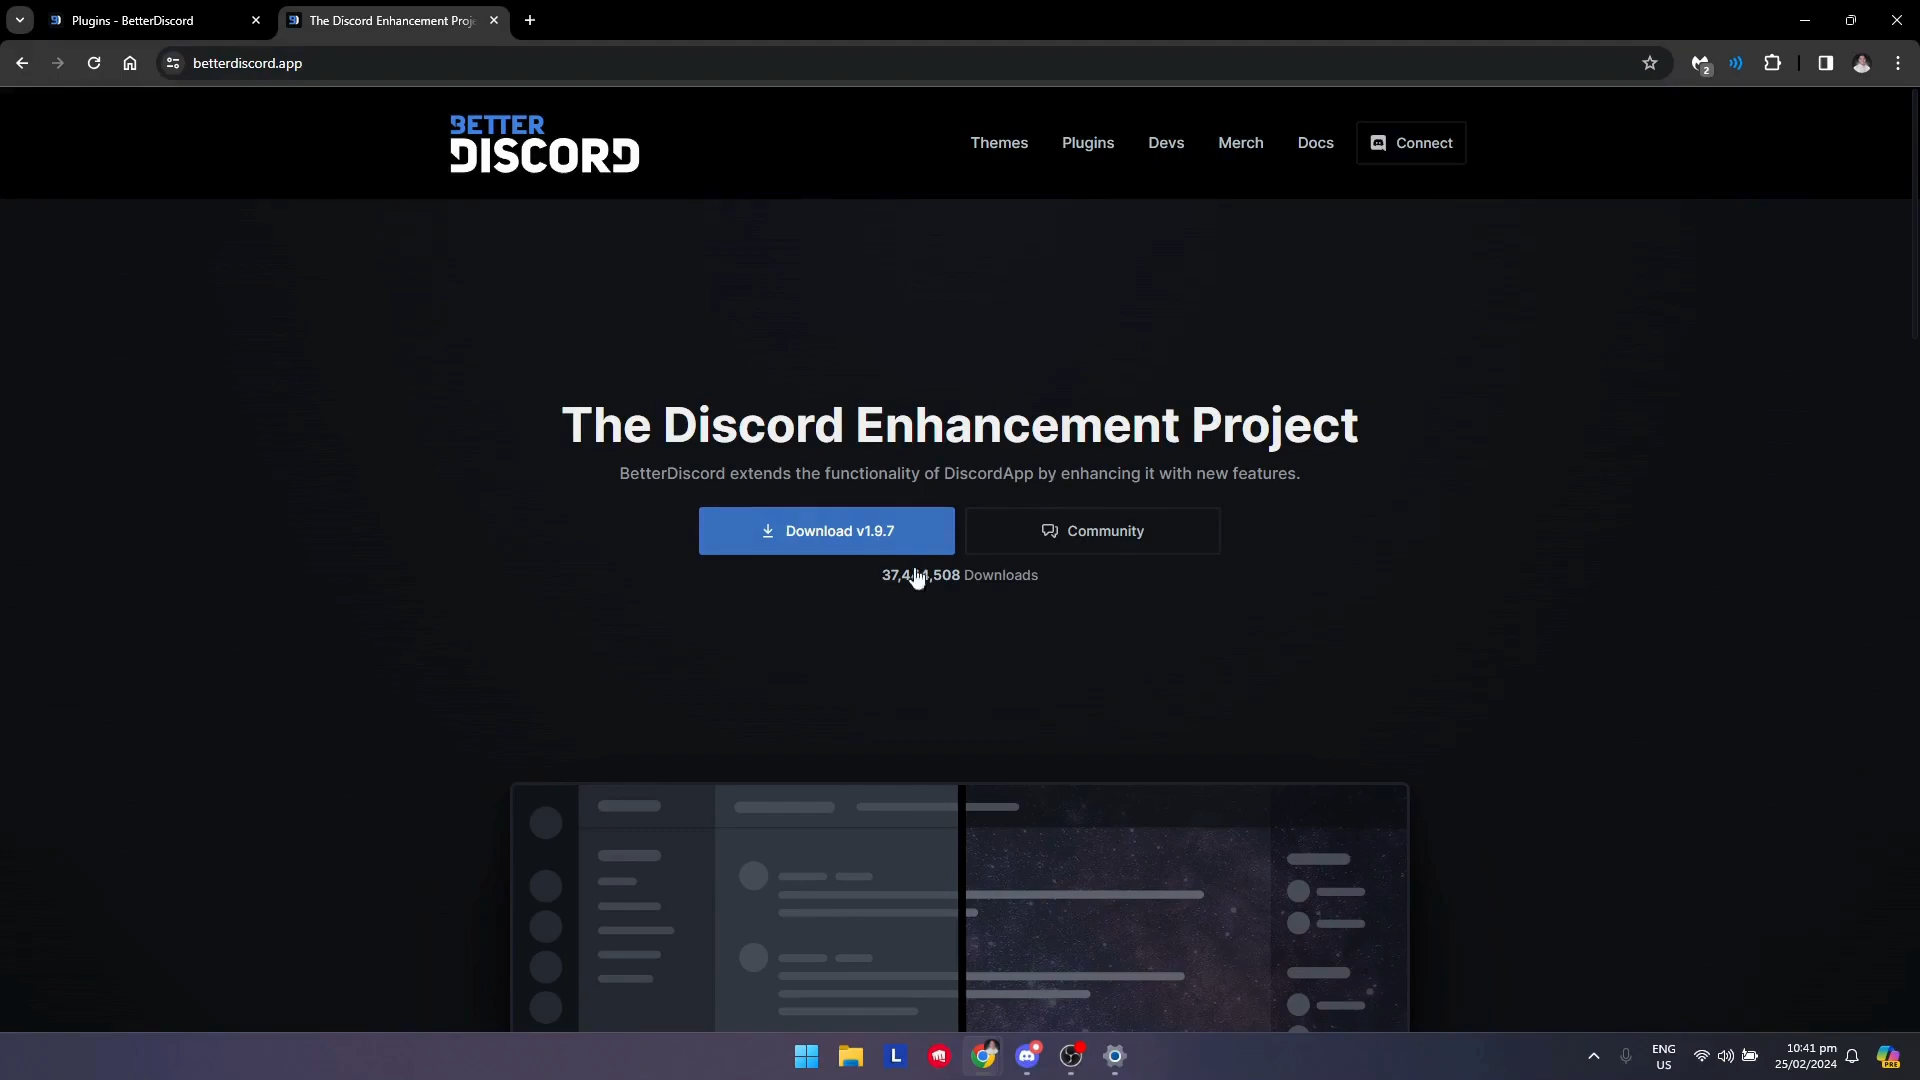 Plugins - BetterDiscord
The Discord Enhancement Proj
betterdiscord.app
2
BETTER
DISCORD
Themes
Plugins
Devs
Merch
Docs
Connect
The Discord Enhancement Project
BetterDiscord extends the functionality of DiscordApp by enhancing it with new features.
Download v1.9.7
Community
Downloads
L
ENG
US
10:41 pm
25/02/2024
PRE